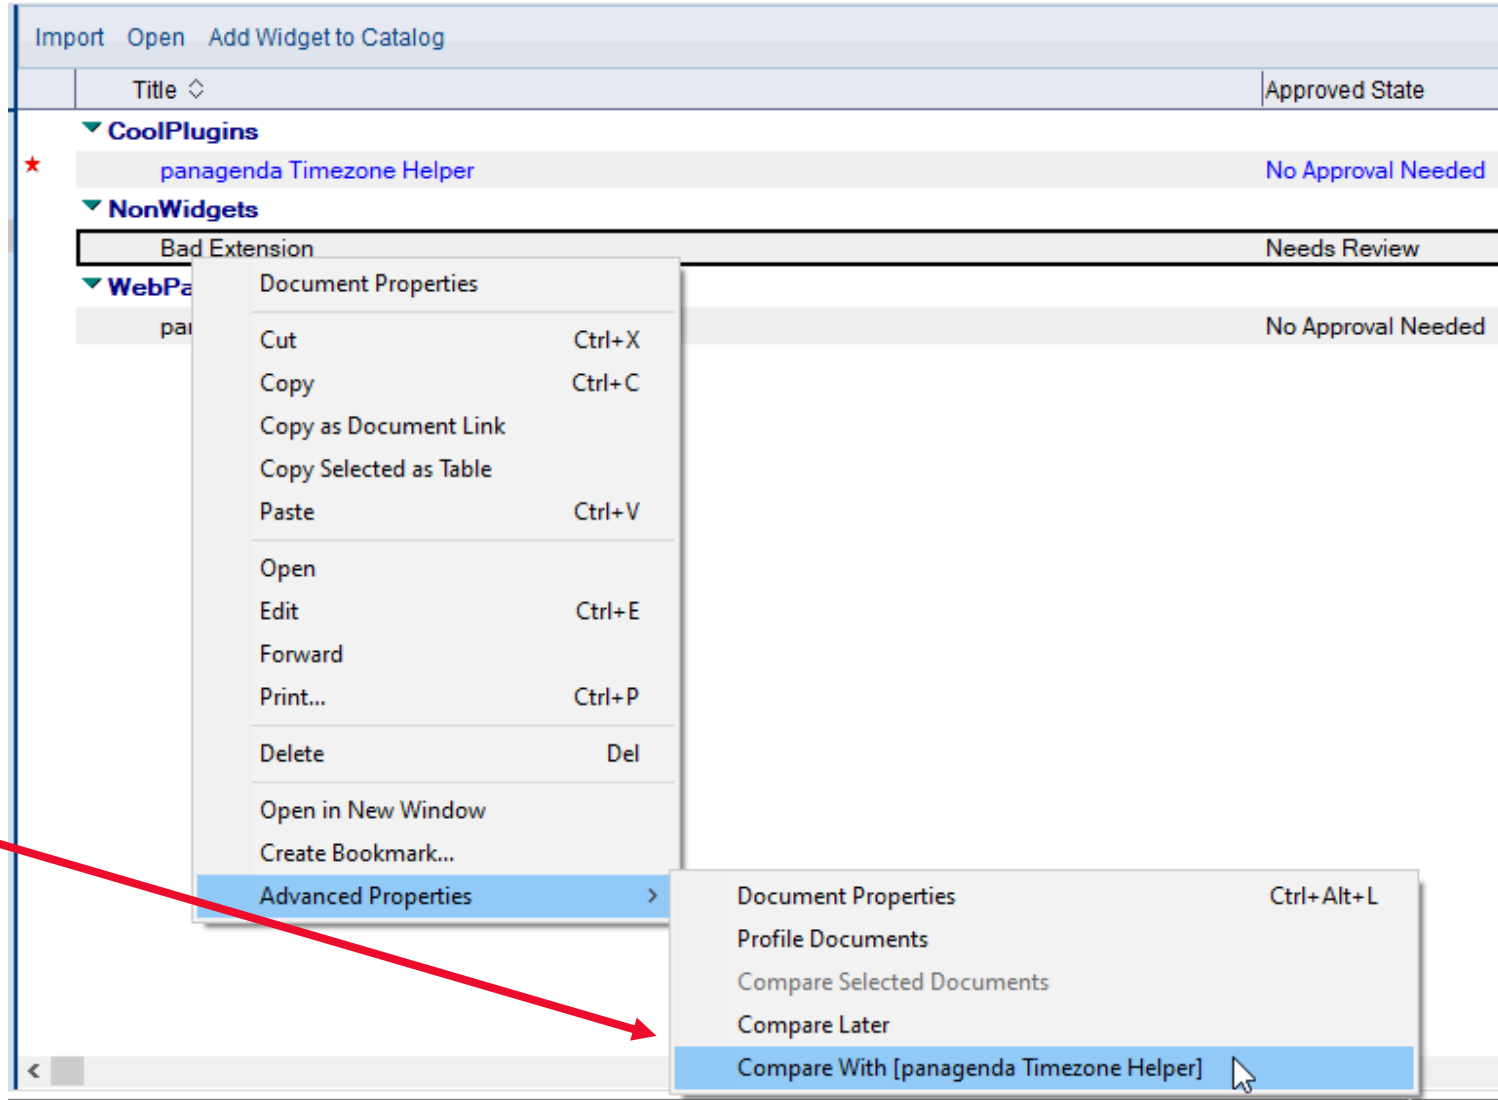 Import Open Add Widget to Catalog
Title Approved State
CoolPlugins
panagenda Timezone Helper No Approval Needed
NonWidgets
Bad Extension Needs Review
WebPa
No Approval Needed
Document Properties
Cut Ctrl+X
Copy Ctrl+C
Copy as Document Link
Copy Selected as Table
Paste Ctrl+V
Open
Edit Ctrl+E
Forward
Print... Ctrl+P
Delete Del
Open in New Window
Create Bookmark...
Advanced Properties >
Document Properties Ctrl+Alt+L
Profile Documents
Compare Selected Documents
Compare Later
Compare With [panagenda Timezone Helper]